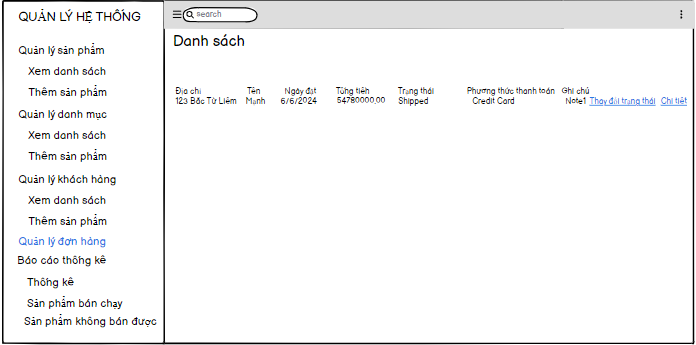 QUẢN LÝ HỆ THỐNG
Search
Danh sách
Quản lý sản phẩm
Xem danh sách
Thêm sản phẩm
Quản lý danh mục
Xem danh sách
Thêm sản phẩm
Quản lý khách hàng
Xem danh sách
Thêm sản phẩm
Quản lý đơn hàng
Báo cáo thống kê
Thống kê
Sản phẩm bán chạy
Sản phẩm không bán được
Địa chỉ Tên Ngày đặt Tổng tiền Trạng thái Phương thức thanh toán Ghi chú
123 Bắc Từ Liêm Mạnh 6/6/2024 54780000,00 Shipped Credit Card Note1 Thay đổi trạng thái Chi tiết